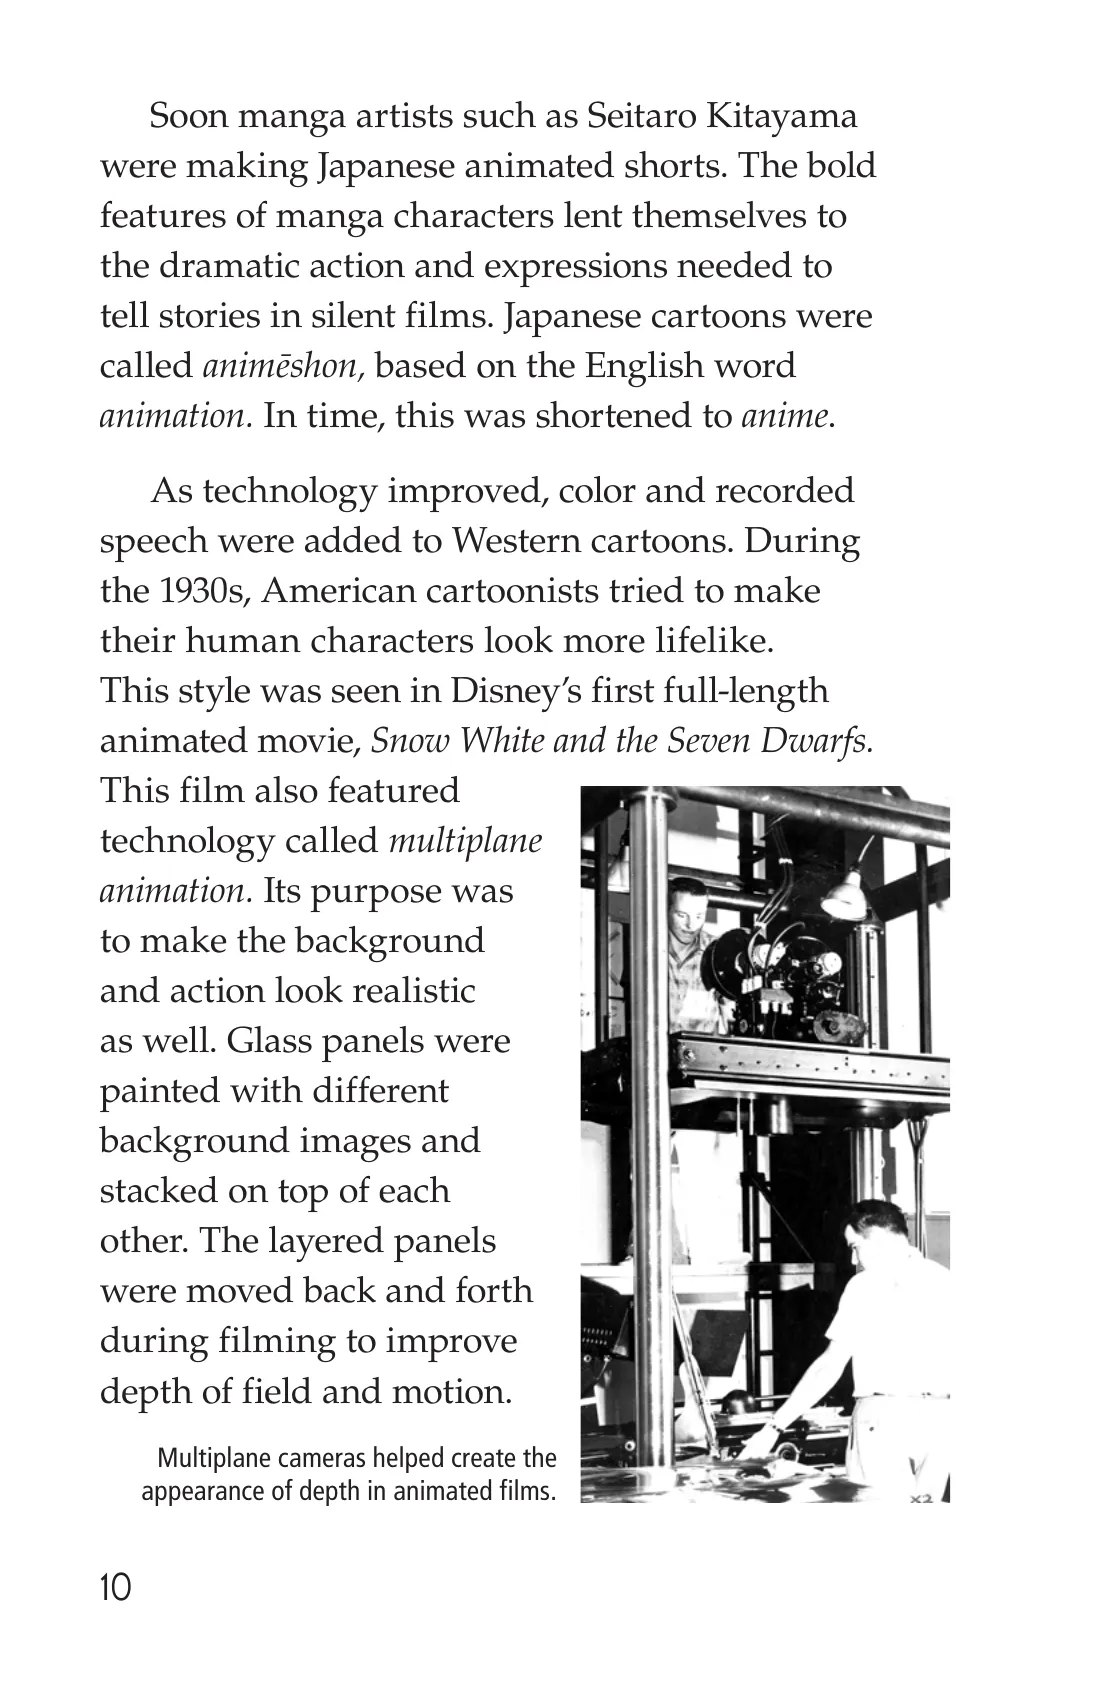 Soon manga artists such as Seitaro Kitayama
were making Japanese animated shorts. The bold
features of manga characters lent themselves to
the dramatic action and expressions needed to
tell stories in silent films. Japanese cartoons were
called animēshon, based on the English word
animation. In time, this was shortened to anime.
As technology improved, color and recorded
speech were added to Western cartoons. During
the 1930s, American cartoonists tried to make
their human characters look more lifelike.
This style was seen in Disney’s first full-length
animated movie, Snow White and the Seven Dwarfs.
This film also featured
technology called multiplane
animation. Its purpose was
to make the background
and action look realistic
as well. Glass panels were
painted with different
background images and
stacked on top of each
other. The layered panels
were moved back and forth
during filming to improve
depth of field and motion.
Multiplane cameras helped create the
appearance of depth in animated films.
X2
10